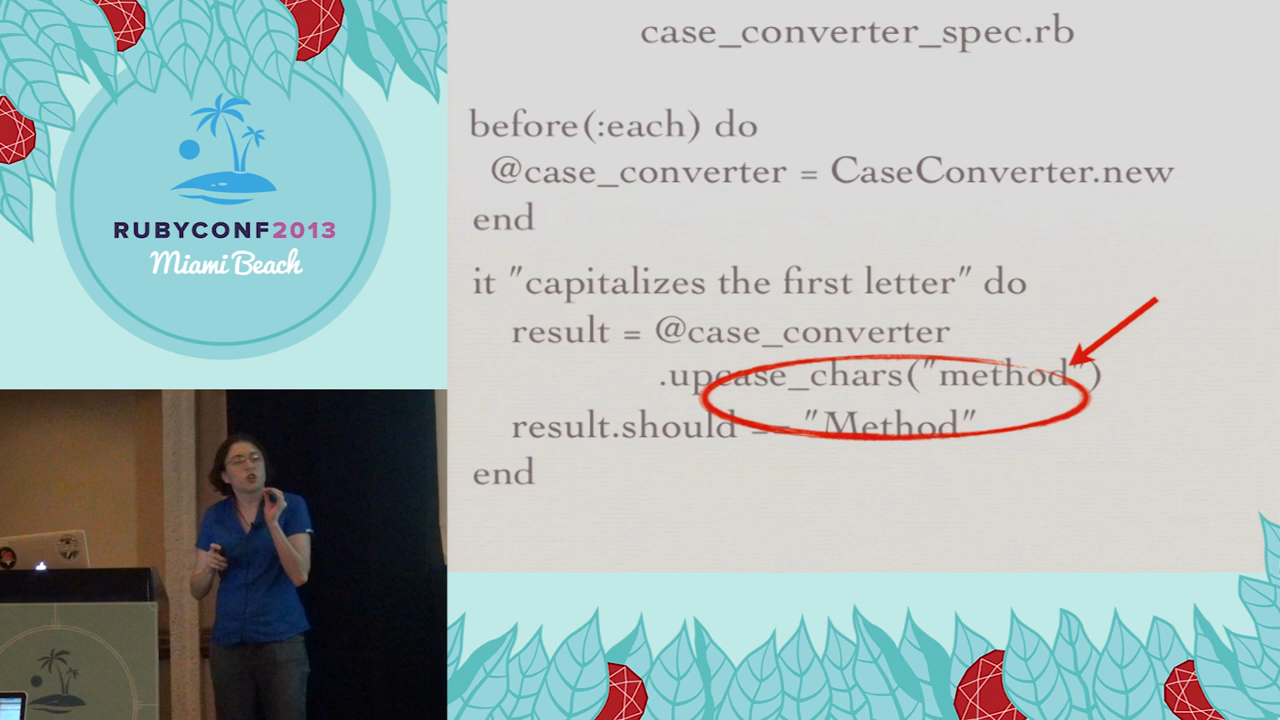 RUBYCONF2013
Miami Beach
case_converter_spec.rb
before(:each) do
@case_converter = CaseConverter.new
end
it "capitalizes the first letter" do
result = @case_converter
.upcase_chars("method")
result.should == "Method"
end